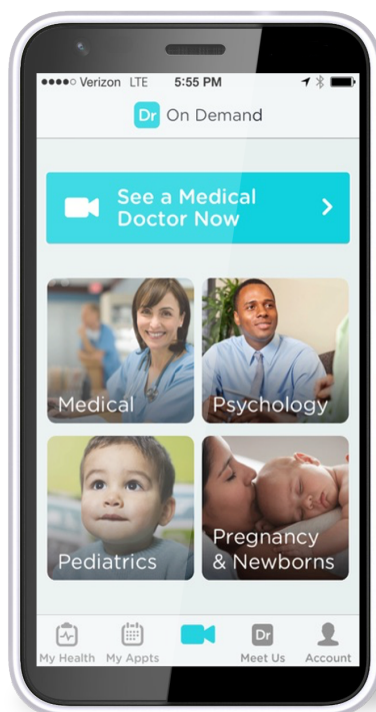 Verizon LTE 5:55 PM
Dr On Demand
See a Medical
Doctor Now
Medical
Psychology
Pediatrics
Pregnancy
& Newborns
Dr
My Health My Appts Meet Us Account